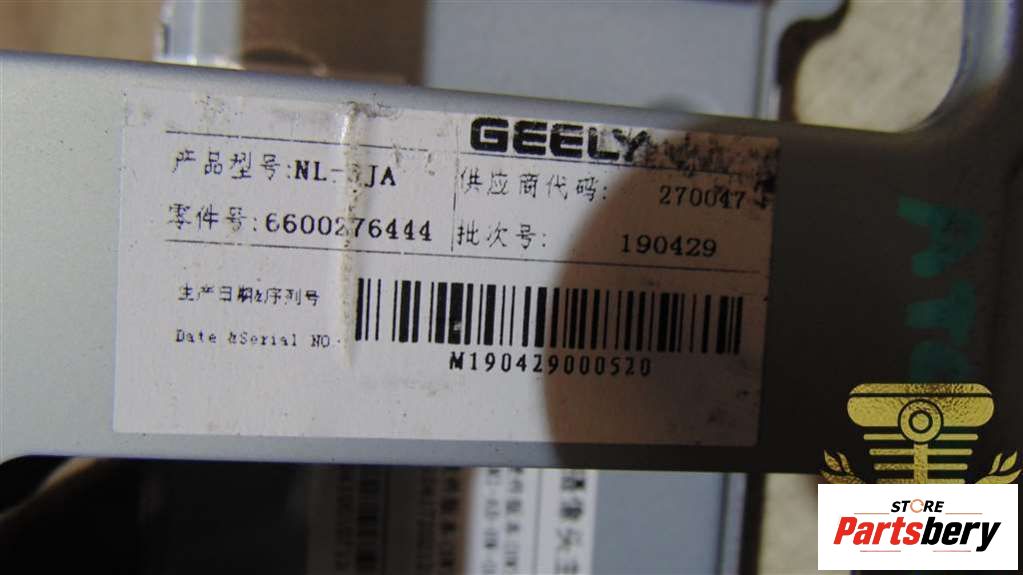 GEELY
产品型号:NL-3JA
供应商代码: 270047
零件号:6600276444
批次号: 190429
生产日期&序列号
Date &Serial NO.
M190429000520
STORE
Partsbery